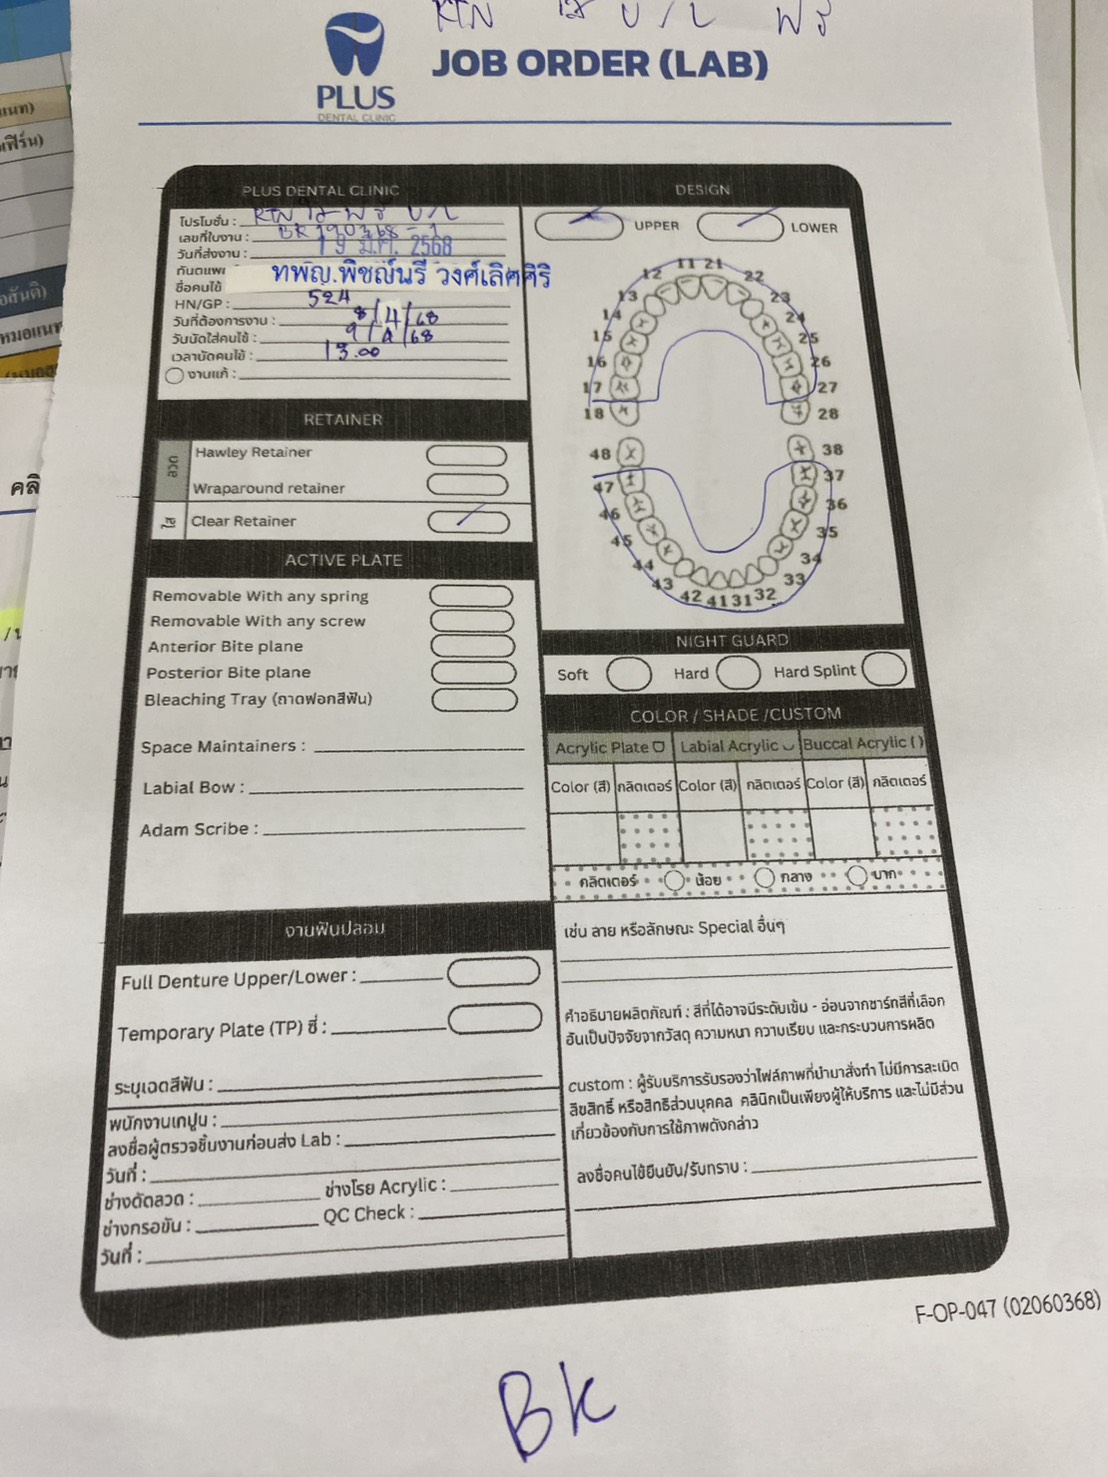 RTN ใส U/L ฟรี
PLUS
DENTAL CLINIC
JOB ORDER (LAB)
PLUS DENTAL CLINIC
โปรโมชั่น : RTN ใส ฟรี U/L
เลขที่ใบงาน : BK190368-1
วันที่ส่งงาน : 19 มี.ค. 2568
ทันตแพ
ทพญ.พิชญ์นรี วงศ์เลิศศิริ
ชื่อคนไข้
HN/GP : 524
วันที่ต้องการงาน : 8/4/68
วันนัดใส่คนไข้ : 9/4/68
เวลานัดคนไข้ : 13.00
งานแก้ :
RETAINER
ลวด
Hawley Retainer
Wraparound retainer
ใส
Clear Retainer
ACTIVE PLATE
Removable With any spring
Removable With any screw
Anterior Bite plane
Posterior Bite plane
Bleaching Tray (ถาดฟอกสีฟัน)
Space Maintainers :
Labial Bow :
Adam Scribe :
งานฟันปลอม
Full Denture Upper/Lower :
Temporary Plate (TP) ซี่ :
ระบุเฉดสีฟัน :
พนักงานเทปูน :
ลงชื่อผู้ตรวจชิ้นงานก่อนส่ง Lab :
วันที่ :
ช่างดัดลวด : ช่างโรย Acrylic :
ช่างกรอขัน : QC Check :
วันที่ :
DESIGN
UPPER LOWER
11 21
12 22
13 23
14 24
15 25
16 26
17 27
18 28
48 38
47 37
46 36
45 35
44 34
43 33
42 41 31 32
NIGHT GUARD
Soft Hard Hard Splint
COLOR / SHADE /CUSTOM
Acrylic Plate Labial Acrylic Buccal Acrylic ( )
Color (สี) กลิตเตอร์ Color (สี) กลิตเตอร์ Color (สี) กลิตเตอร์
กลิตเตอร์ น้อย กลาง มาก
เช่น ลาย หรือลักษณะ Special อื่นๆ
คำอธิบายผลิตภัณฑ์ : สีที่ได้อาจมีระดับเข้ม - อ่อนจากชาร์ทสีที่เลือก
อันเป็นปัจจัยจากวัสดุ ความหนา ความเรียบ และกระบวนการผลิต
custom : ผู้รับบริการรับรองว่าไฟล์ภาพที่นำมาสั่งทำ ไม่มีการละเมิด
ลิขสิทธิ์ หรือสิทธิส่วนบุคคล คลินิกเป็นเพียงผู้ให้บริการ และไม่มีส่วน
เกี่ยวข้องกับการใช้ภาพดังกล่าว
ลงชื่อคนไข้ยืนยัน/รับทราบ :
F-OP-047 (02060368)
BK